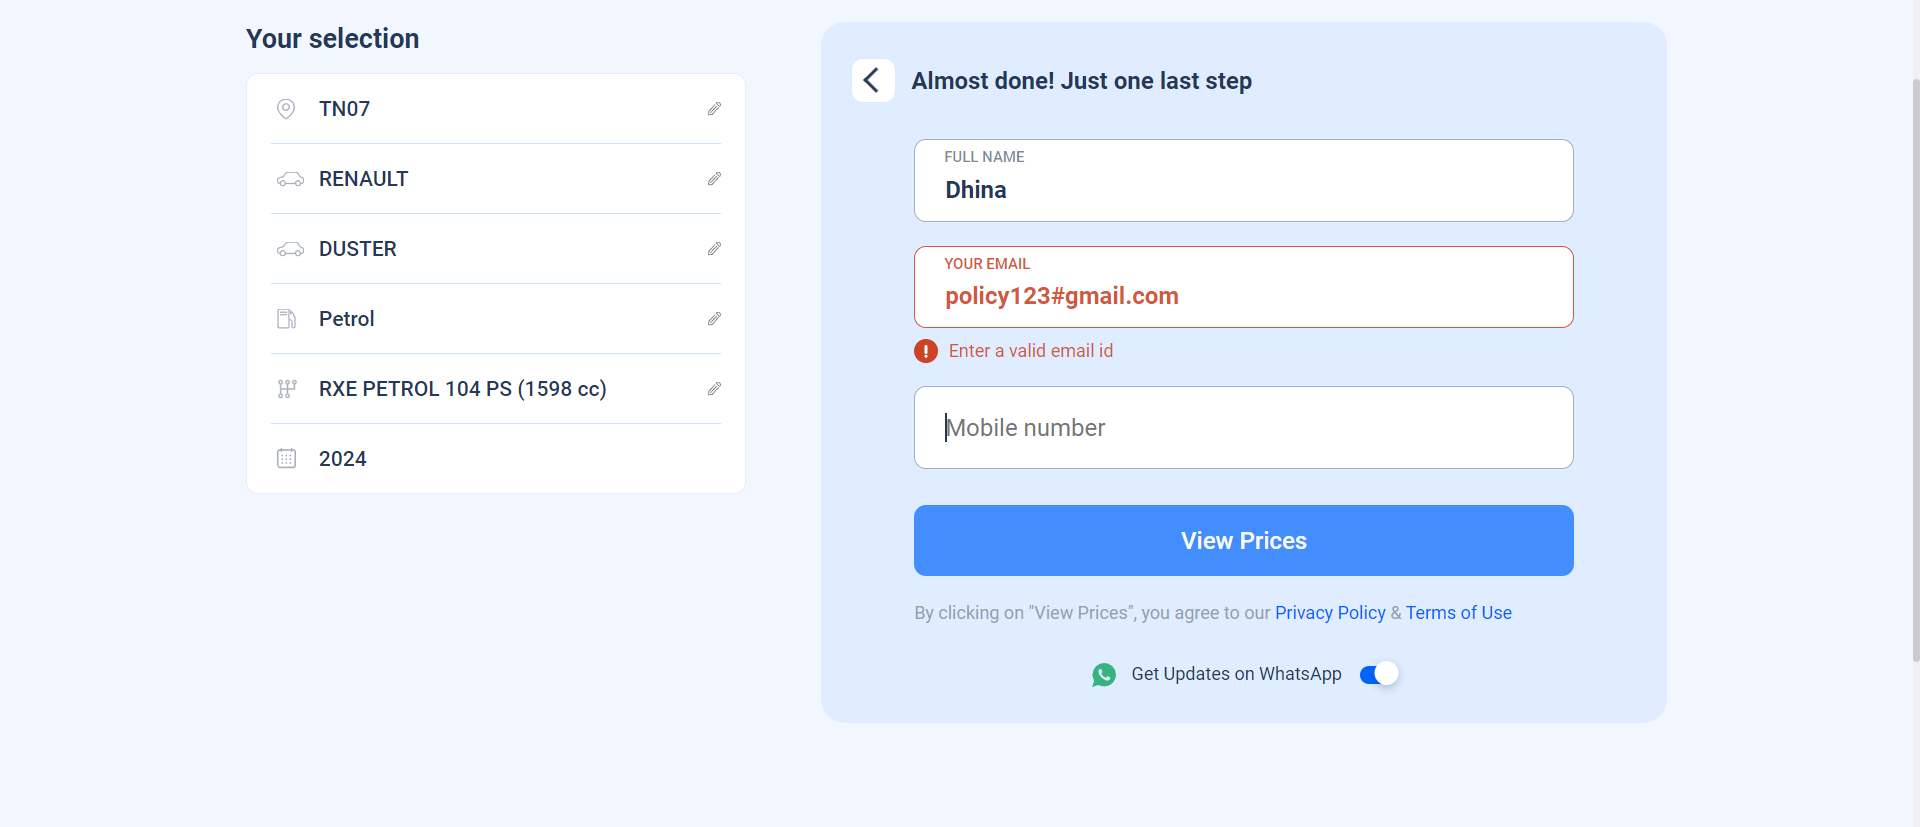 Your selection
TN07
RENAULT
DUSTER
Petrol
RXE PETROL 104 PS (1598 cc)
2024
Almost done! Just one last step
FULL NAME
Dhina
YOUR EMAIL
policy123#gmail.com
Enter a valid email id
Mobile number
View Prices
By clicking on "View Prices", you agree to our Privacy Policy & Terms of Use
Get Updates on WhatsApp